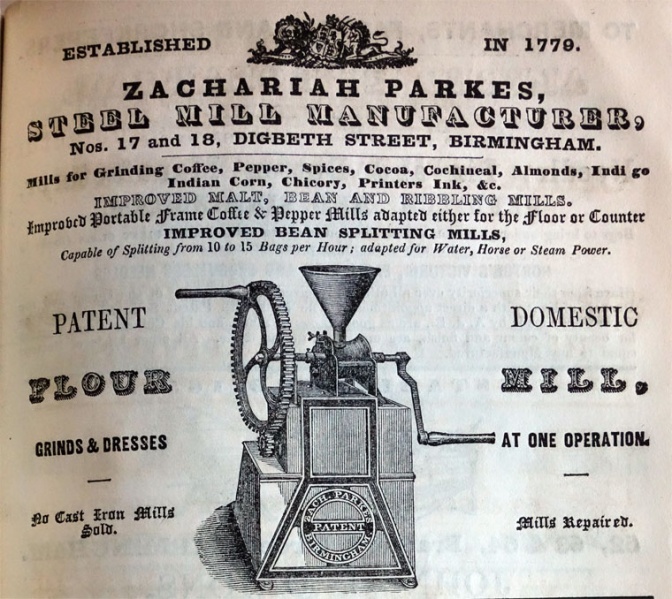 ESTABLISHED IN 1779.
ZACHARIAH PARKES,
STEEL MILL MANUFACTURER,
Nos. 17 and 18, DIGBETH STREET, BIRMINGHAM.
Mills for Grinding Coffee, Pepper, Spices, Cocoa, Cochineal, Almonds, Indi go
Indian Corn, Chicory, Printers Ink, &c.
IMPROVED MALT, BEAN AND RIBBLING MILLS.
Improved Portable Frame Coffee & Pepper Mills adapted either for the Floor or Counter
IMPROVED BEAN SPLITTING MILLS,
Capable of Splitting from 10 to 15 Bags per Hour; adapted for Water, Horse or Steam Power.
PATENT DOMESTIC
FLOUR MILL,
GRINDS & DRESSES AT ONE OPERATION.
No Cast Iron Mills
Sold.
Mills Repaired.
ZACH. PARKES
PATENT
BIRMINGHAM